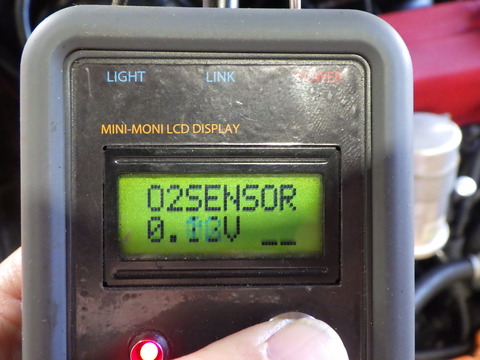 LIGHT LINK POWER
MINI-MONI LCD DISPLAY
O2SENSOR